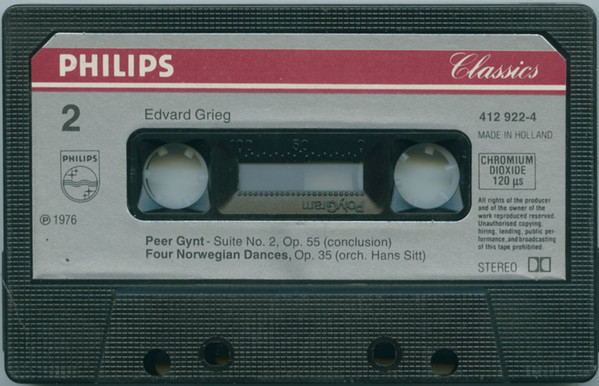 PHILIPS Classics
2
Edvard Grieg
412 922-4
MADE IN HOLLAND
100 50 0
PHILIPS
CHROMIUM
DIOXIDE
120 µs
PolyGram
All rights of the producer
and of the owner of the
work reproduced reserved.
Unauthorised copying,
hiring, lending, public per-
formance, and broadcasting
of this tape prohibited.
℗ 1976
Peer Gynt - Suite No. 2, Op. 55 (conclusion)
Four Norwegian Dances, Op. 35 (orch. Hans Sitt)
STEREO